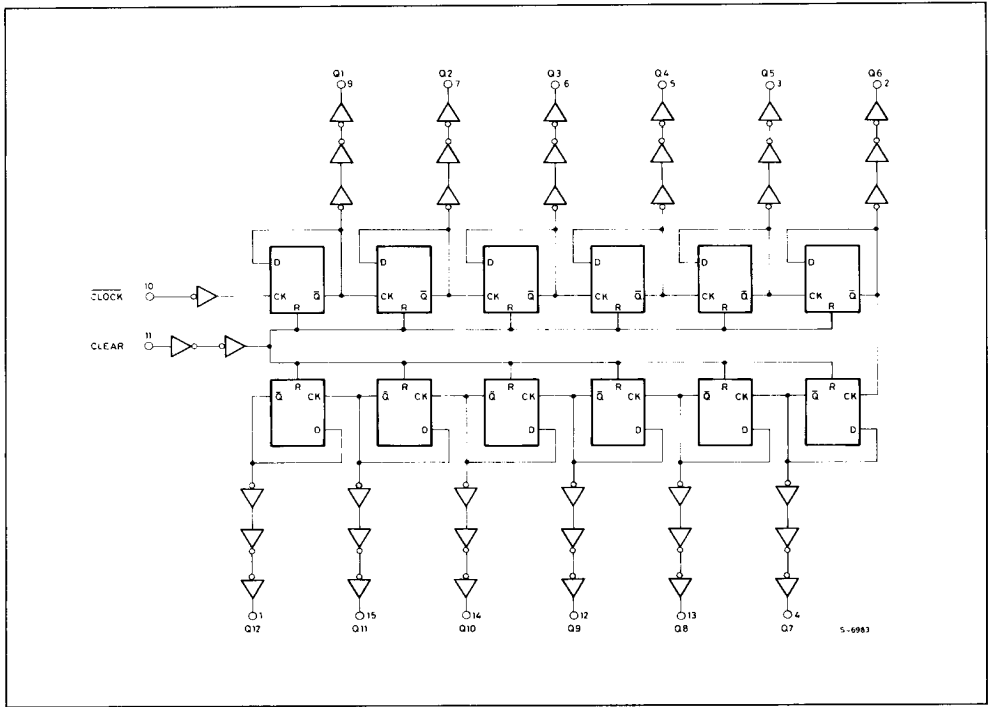 Q1 Q2 Q3 Q4 Q5 Q6
9 7 6 5 3 2
D D D D D D
CLOCK 10 CK Q̅ CK Q̅ CK Q̅ CK Q̅ CK Q̅ CK Q̅
R R R R R R
CLEAR 11
R R R R R R
Q̅ CK Q̅ CK Q̅ CK Q̅ CK Q̅ CK Q̅ CK
D D D D D D
1 15 14 12 13 4
Q12 Q11 Q10 Q9 Q8 Q7
S-6983